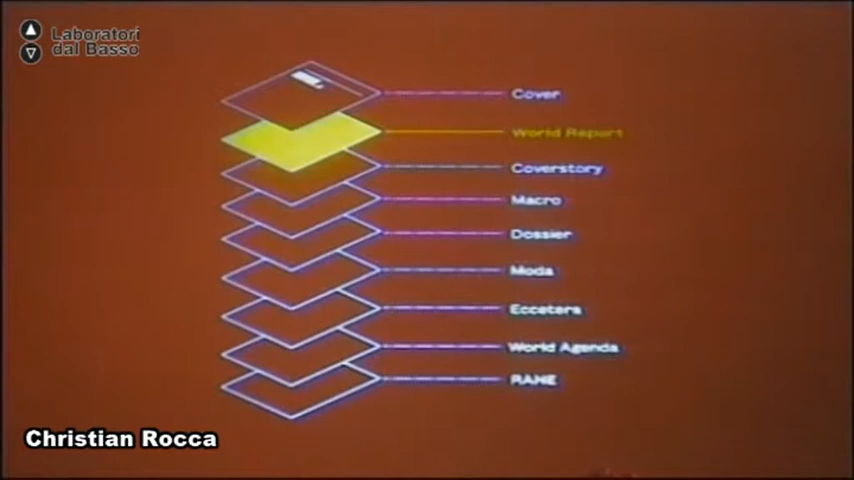 Laboratori
dal Basso
Cover
World Report
Coverstory
Macro
Dossier
Moda
Eccetera
World Agenda
RANE
Christian Rocca